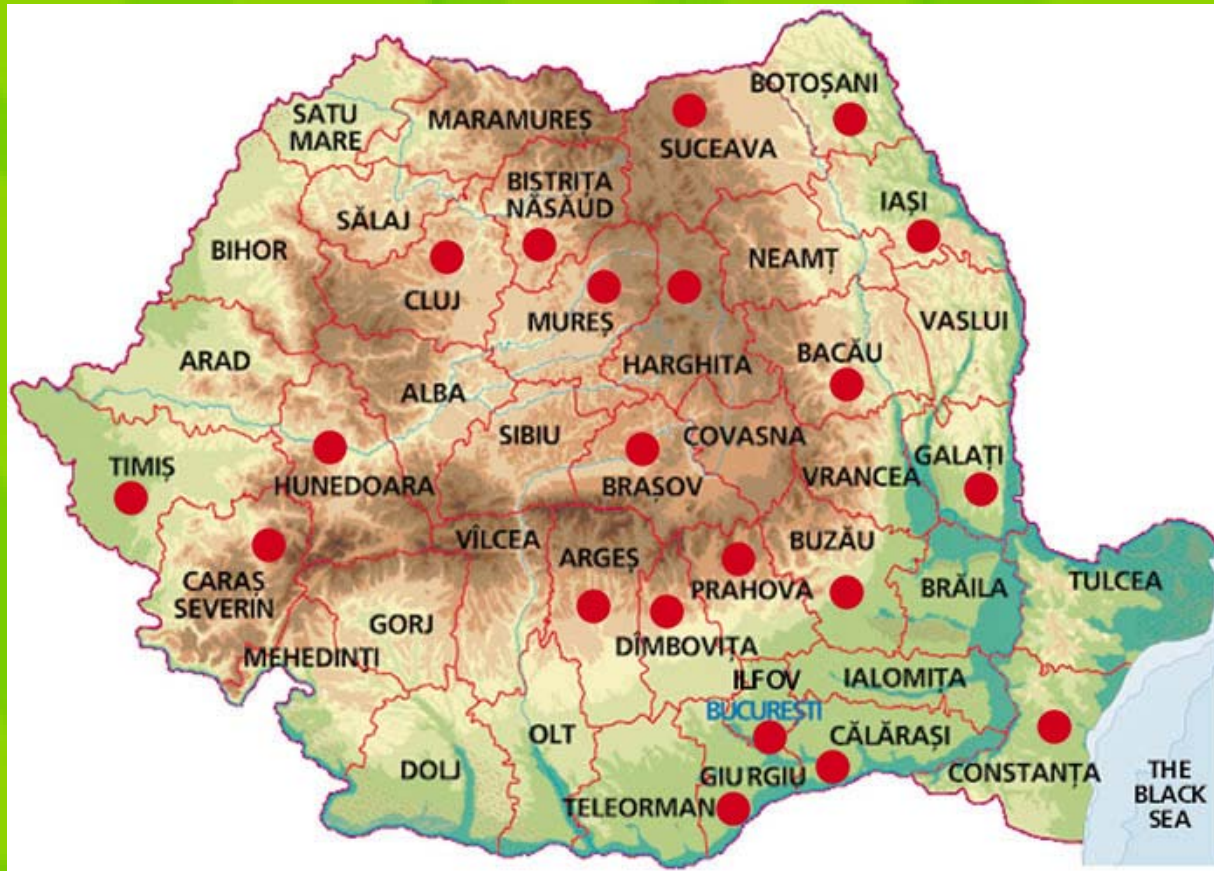 BOTOȘANI
SATU
MARE
MARAMUREȘ
SUCEAVA
BISTRIȚA
NĂSĂUD
IAȘI
SĂLAJ
BIHOR
NEAMȚ
CLUJ
MUREȘ
VASLUI
ARAD
HARGHITA
BACĂU
ALBA
SIBIU
COVASNA
TIMIȘ
HUNEDOARA
BRAȘOV
VRANCEA
GALAȚI
VÎLCEA
ARGEȘ
BUZĂU
CARAȘ
SEVERIN
PRAHOVA
BRĂILA
TULCEA
GORJ
DÎMBOVIȚA
MEHEDINȚI
ILFOV
IALOMIȚA
BUCUREȘTI
OLT
CĂLĂRAȘI
DOLJ
GIURGIU
CONSTANȚA
TELEORMAN
THE
BLACK
SEA